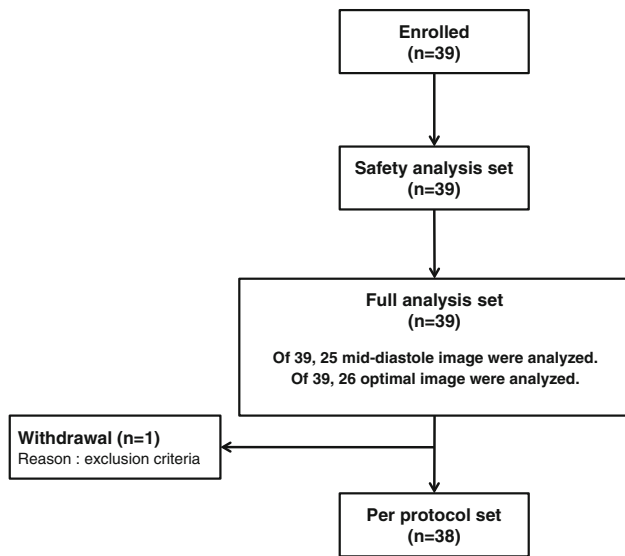 Enrolled
(n=39)
Safety analysis set
(n=39)
Full analysis set
(n=39)
Of 39, 25 mid-diastole image were analyzed.
Of 39, 26 optimal image were analyzed.
Withdrawal (n=1)
Reason : exclusion criteria
Per protocol set
(n=38)